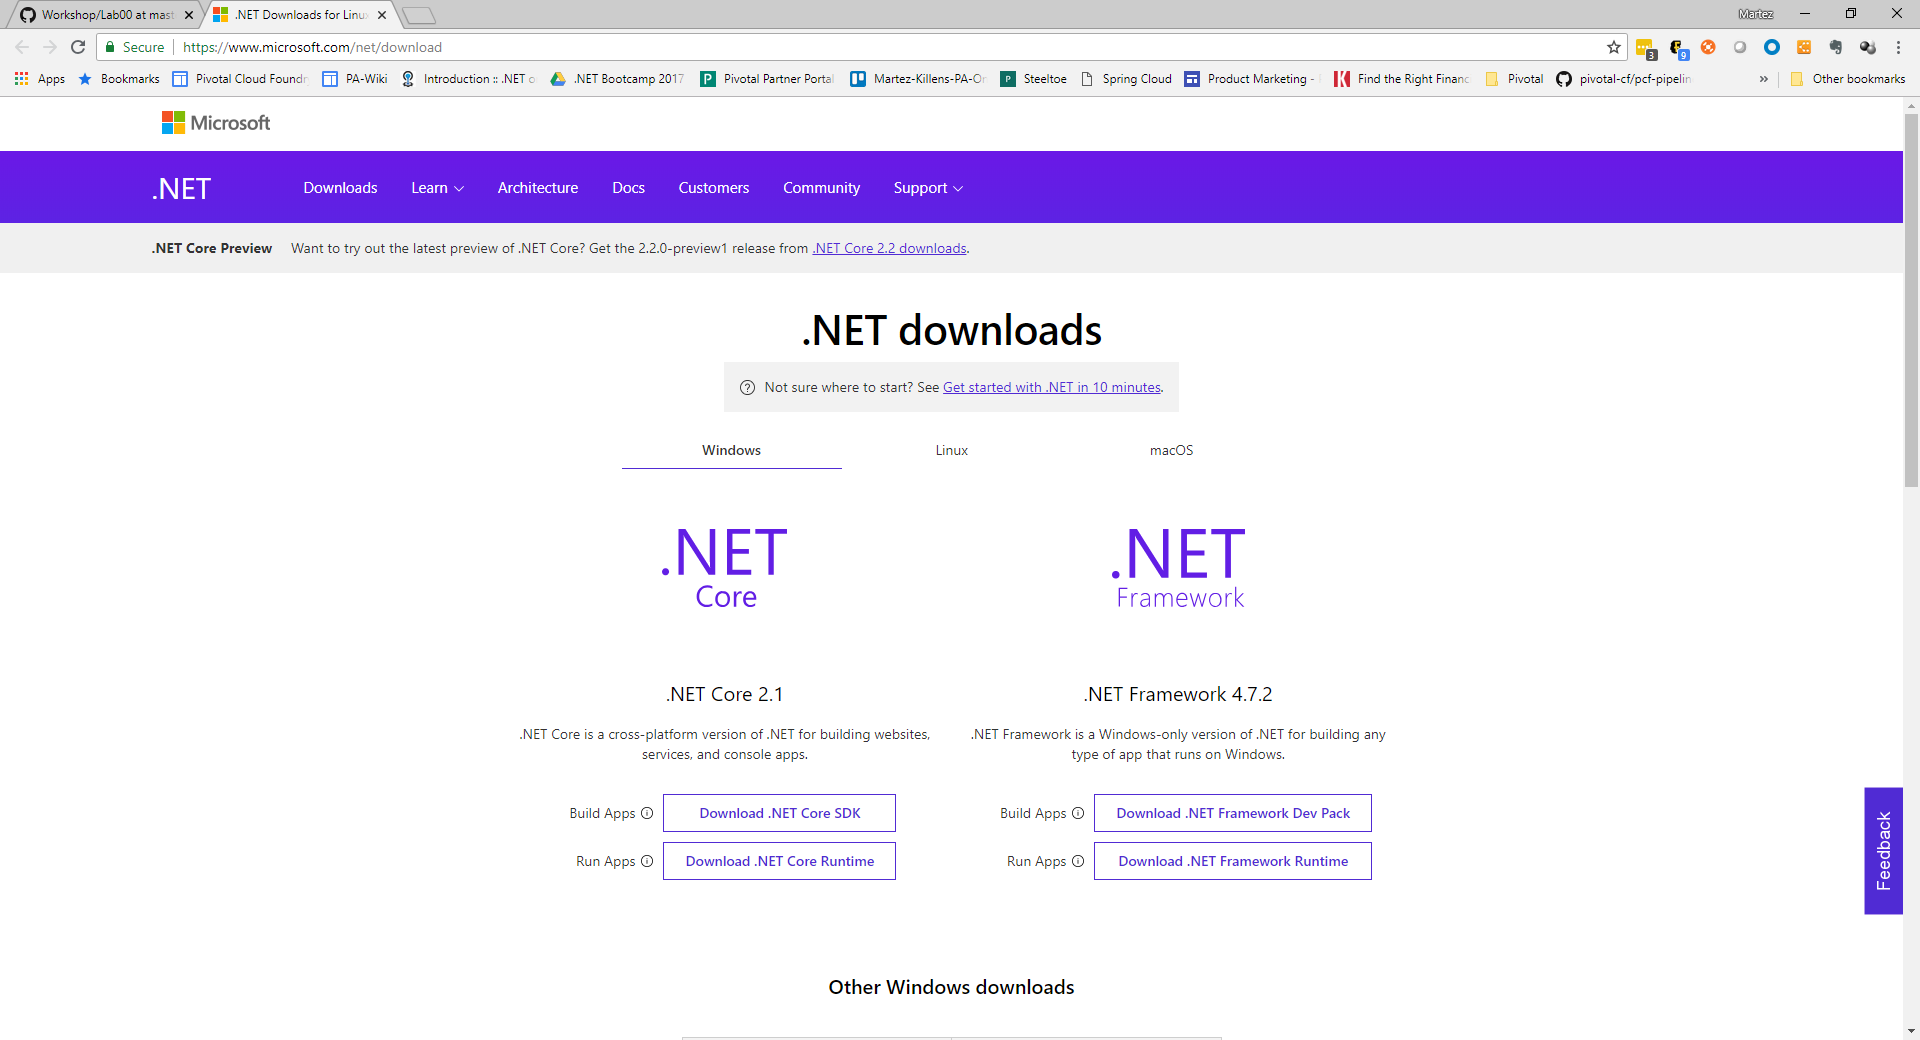 Workshop/Lab00 at mast
.NET Downloads for Linu
Martez
Secure
https://www.microsoft.com/net/download
3
9
Apps
Bookmarks
Pivotal Cloud Foundr
PA-Wiki
Introduction :: .NET o
.NET Bootcamp 2017
Pivotal Partner Portal
Martez-Killens-PA-Or
Steeltoe
Spring Cloud
Product Marketing -
Find the Right Financ
Pivotal
pivotal-cf/pcf-pipelin
»
Other bookmarks
Microsoft
.NET
Downloads
Learn
Architecture
Docs
Customers
Community
Support
.NET Core Preview Want to try out the latest preview of .NET Core? Get the 2.2.0-preview1 release from .NET Core 2.2 downloads.
.NET downloads
Not sure where to start? See Get started with .NET in 10 minutes.
Windows
Linux
macOS
.NET
Core
.NET Core 2.1
.NET Core is a cross-platform version of .NET for building websites,
services, and console apps.
Build Apps
Download .NET Core SDK
Run Apps
Download .NET Core Runtime
.NET
Framework
.NET Framework 4.7.2
.NET Framework is a Windows-only version of .NET for building any
type of app that runs on Windows.
Build Apps
Download .NET Framework Dev Pack
Run Apps
Download .NET Framework Runtime
Feedback
Other Windows downloads